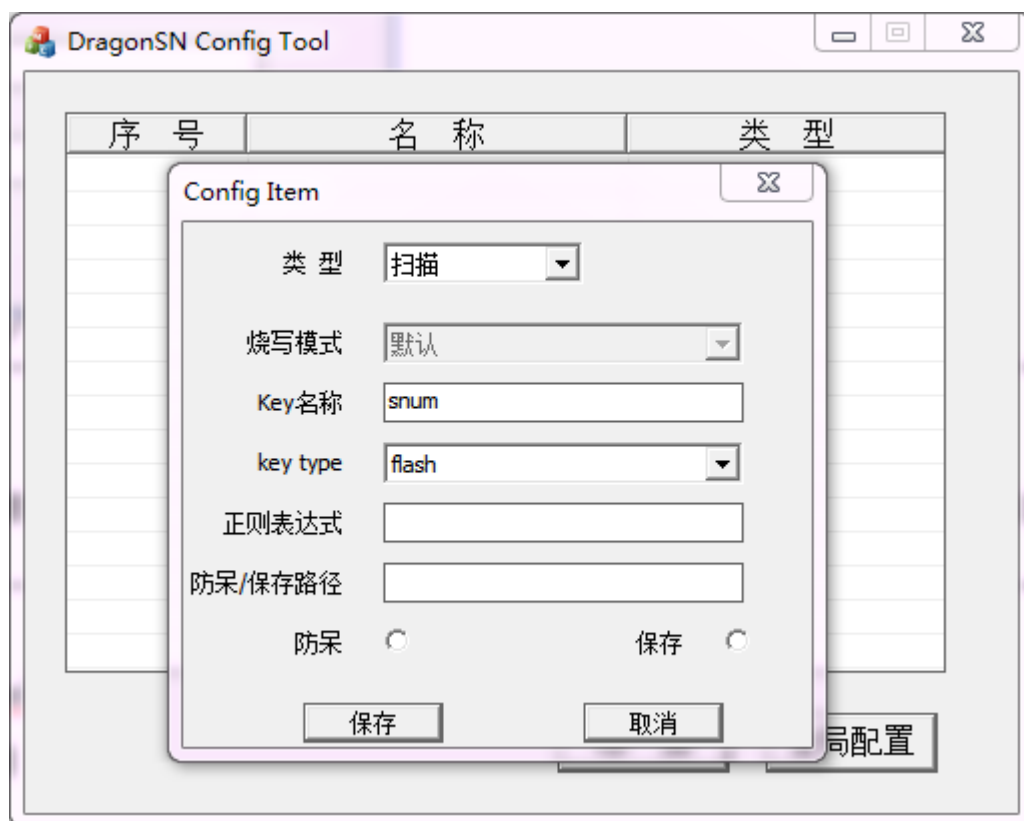 DragonSN Config Tool
序 号 名 称 类 型
Config Item
类 型 扫描
烧写模式 默认
Key名称 snum
key type flash
正则表达式
防呆/保存路径
防呆 保存
保存 取消
局配置